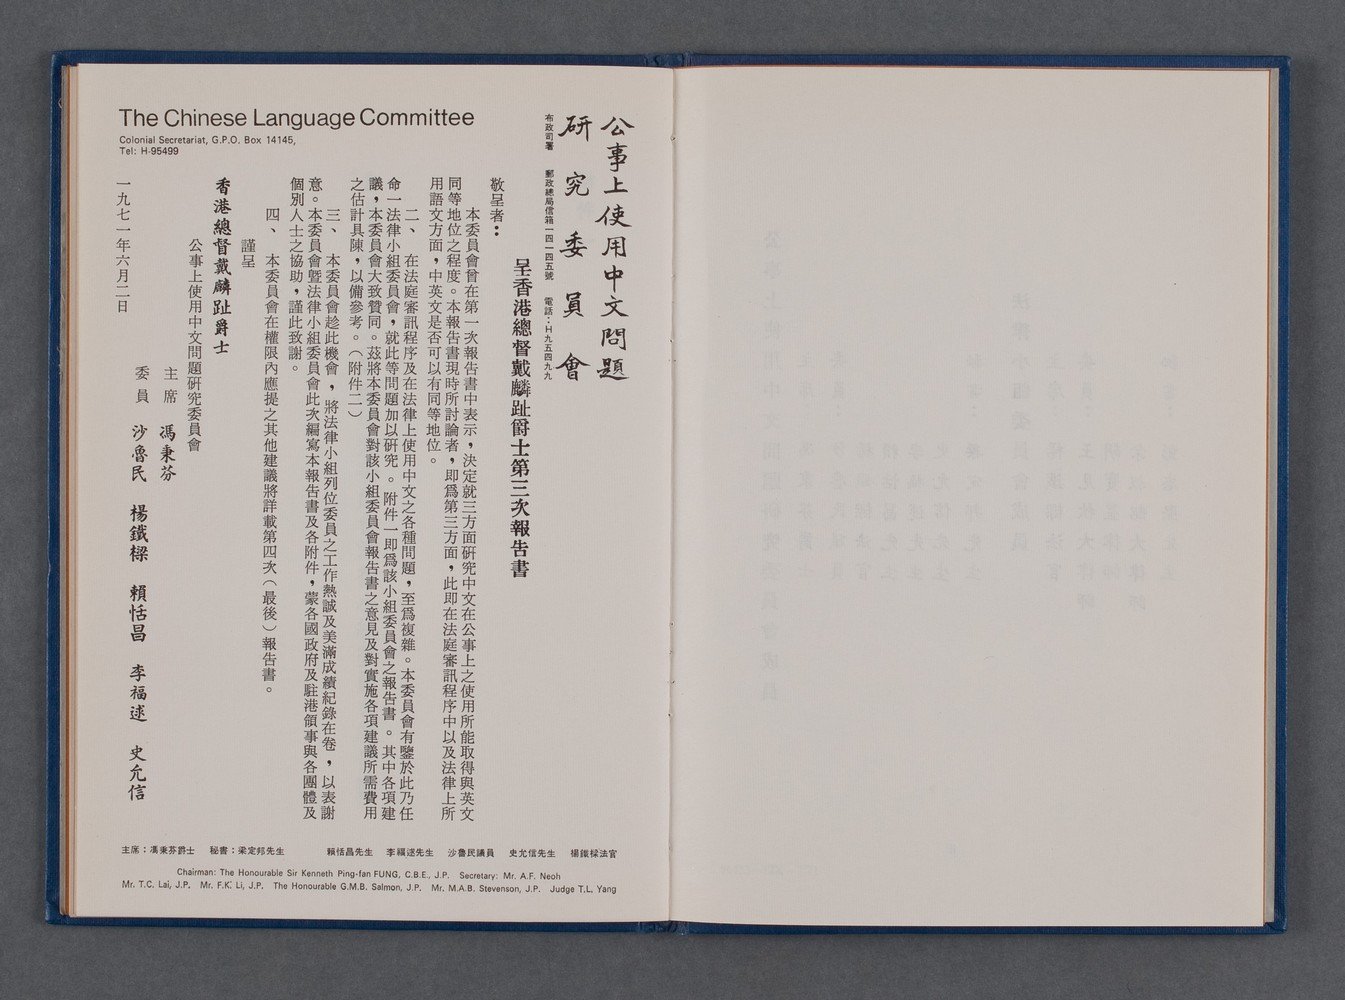 The Chinese Language Committee
Colonial Secretariat, G.P.O. Box 14145,
Tel: H-95499
公事上使用中文問題
研究委員會
布政司署 郵政總局信箱一四一四五號 電話：H九五四九九
呈香港總督戴麟趾爵士第三次報告書
敬呈者：
本委員會曾在第一次報告書中表示，決定就三方面研究中文在公事上之使用所能取得與英文
同等地位之程度。本報告書現時所討論者，即爲第三方面，此即在法庭審訊程序中以及法律上所
用語文方面，中英文是否可以有同等地位。
二、 在法庭審訊程序及在法律上使用中文之各種問題，至爲複雜。本委員會有鑒於此乃任
命一法律小組委員會，就此等問題加以研究。附件一即爲該小組委員會之報告書。其中各項建
議，本委員會大致贊同。茲將本委員會對該小組委員會報告書之意見及對實施各項建議所需費用
之估計具陳，以備參考。（附件二）
三、 本委員會趁此機會，將法律小組列位委員之工作熱誠及美滿成績紀錄在卷，以表謝
意。本委員會暨法律小組委員會此次編寫本報告書及各附件，蒙各國政府及駐港領事與各團體及
個別人士之協助，謹此致謝。
四、 本委員會在權限內應提之其他建議將詳載第四次（最後）報告書。
謹呈
香港總督戴麟趾爵士
公事上使用中文問題研究委員會
主席 馮秉芬
委員 沙魯民 楊鐵樑 賴恬昌 李福逑 史允信
一九七一年六月二日
主席：馮秉芬爵士 秘書：梁定邦先生 賴恬昌先生 李福逑先生 沙魯民議員 史允信先生 楊鐵樑法官
Chairman: The Honourable Sir Kenneth Ping-fan FUNG, C.B.E., J.P. Secretary: Mr. A.F. Neoh
Mr. T.C. Lai, J.P. Mr. F.K. Li, J.P. The Honourable G.M.B. Salmon, J.P. Mr. M.A.B. Stevenson, J.P. Judge T.L. Yang